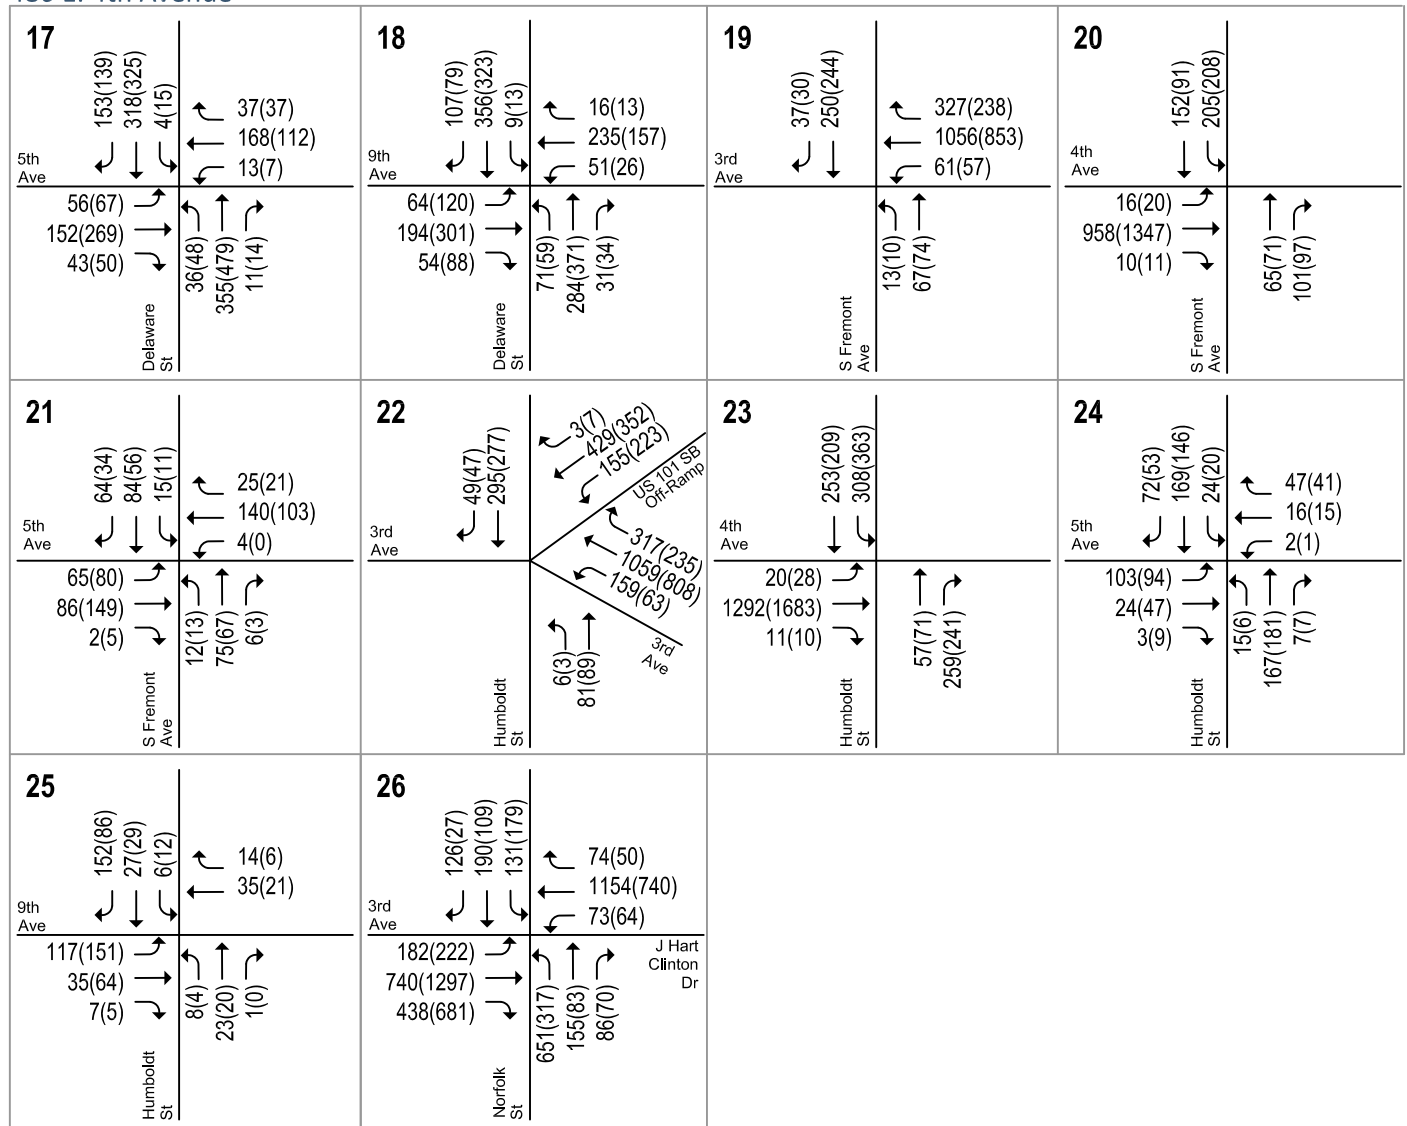 17
153(139)
318(325)
4(15)
37(37)
168(112)
13(7)
5th
Ave
56(67)
152(269)
43(50)
36(48)
355(479)
11(14)
Delaware
St
18
107(79)
356(323)
9(13)
16(13)
235(157)
51(26)
9th
Ave
64(120)
194(301)
54(88)
71(59)
284(371)
31(34)
Delaware
St
19
37(30)
250(244)
327(238)
1056(853)
61(57)
3rd
Ave
13(10)
67(74)
S Fremont
Ave
20
152(91)
205(208)
4th
Ave
16(20)
958(1347)
10(11)
65(71)
101(97)
S Fremont
Ave
21
64(34)
84(56)
15(11)
25(21)
140(103)
4(0)
5th
Ave
65(80)
86(149)
2(5)
12(13)
75(67)
6(3)
S Fremont
Ave
22
49(47)
295(277)
3(7)
429(352)
155(223)
US 101 SB
Off-Ramp
3rd
Ave
317(235)
1059(808)
159(63)
6(3)
81(89)
3rd
Ave
Humboldt
St
23
253(209)
308(363)
4th
Ave
20(28)
1292(1683)
11(10)
57(71)
259(241)
Humboldt
St
24
72(53)
169(146)
24(20)
47(41)
16(15)
2(1)
5th
Ave
103(94)
24(47)
3(9)
15(6)
167(181)
7(7)
Humboldt
St
25
152(86)
27(29)
6(12)
14(6)
35(21)
9th
Ave
117(151)
35(64)
7(5)
8(4)
23(20)
1(0)
Humboldt
St
26
126(27)
190(109)
131(179)
74(50)
1154(740)
73(64)
3rd
Ave
182(222)
740(1297)
438(681)
651(317)
155(83)
86(70)
J Hart
Clinton
Dr
Norfolk
St